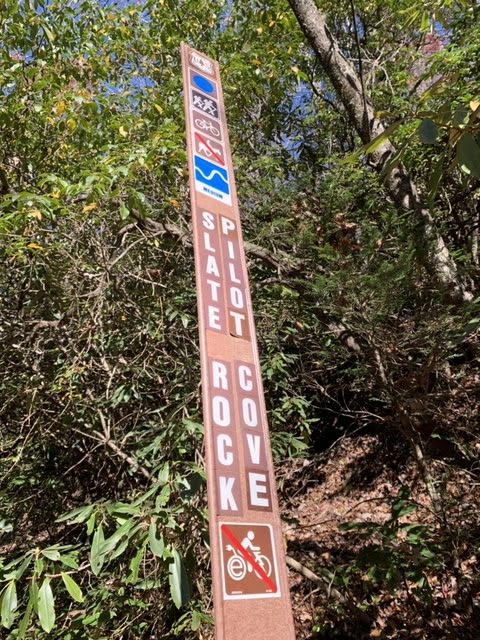 MEDIUM
SLATE ROCK
PILOT COVE
e